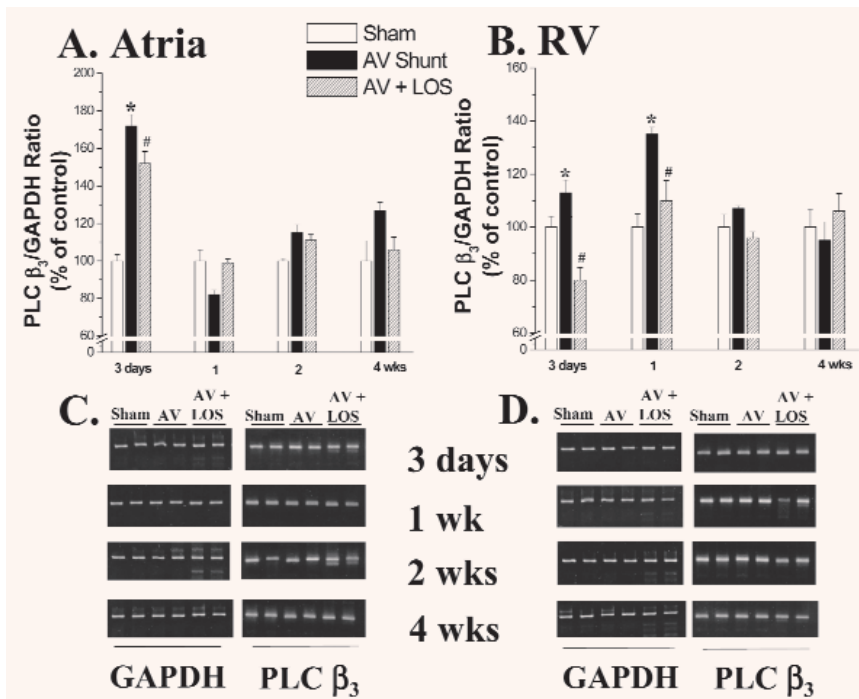 A. Atria
Sham
AV Shunt
AV + LOS
B. RV
PLC β3/GAPDH Ratio
(% of control)
200
180
160
140
120
100
80
60
0
*
#
3 days
1
2
4 wks
PLC β3/GAPDH Ratio
(% of control)
160
140
120
100
80
60
0
*
#
*
#
3 days
1
2
4 wks
C.
Sham AV AV + LOS
Sham AV AV + LOS
D.
Sham AV AV + LOS
Sham AV AV + LOS
3 days
1 wk
2 wks
4 wks
GAPDH
PLC β3
GAPDH
PLC β3